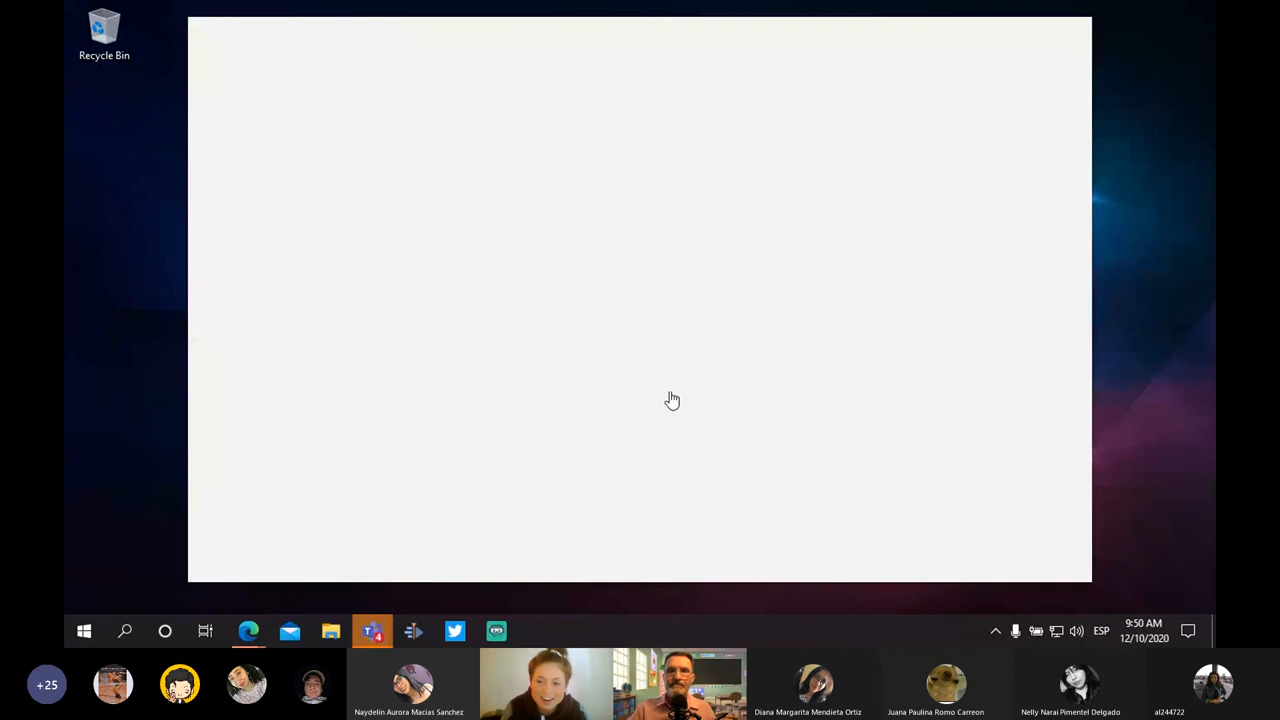 Recycle Bin
4
ESP
9:50 AM
12/10/2020
+25
Naydelin Aurora Macias Sanchez
Diana Margarita Mendieta Ortiz
Juana Paulina Romo Carreon
Nelly Narai Pimentel Delgado
al244722